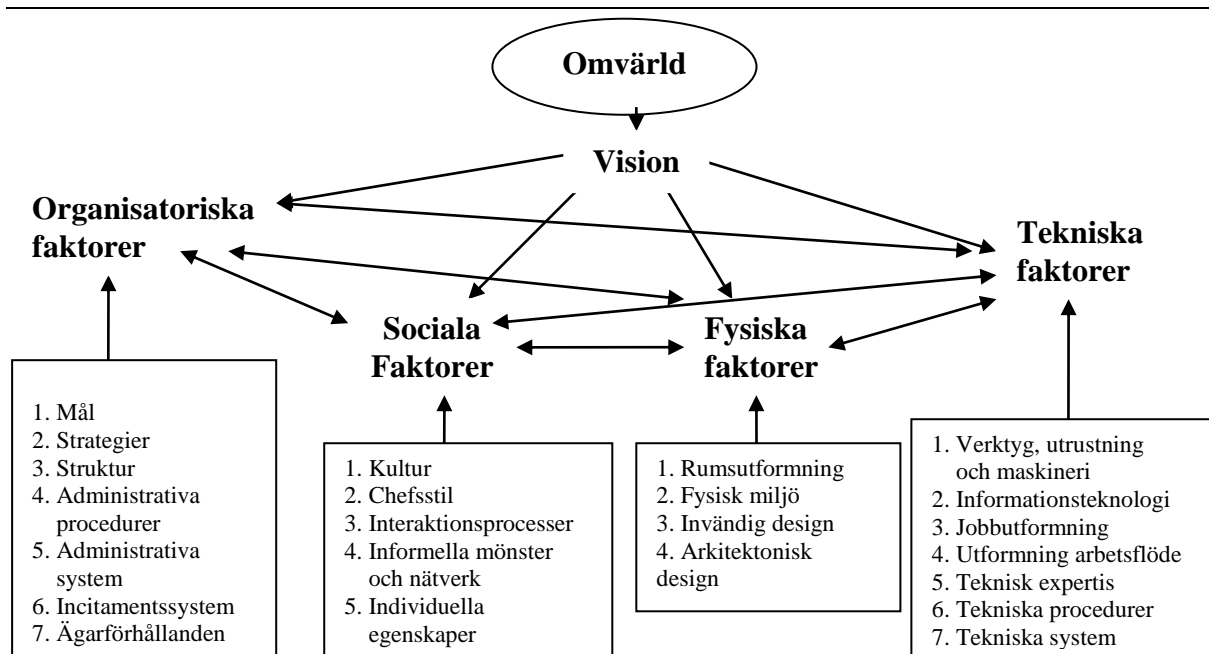 Omvärld
Vision
Organisatoriska
faktorer
Tekniska
faktorer
Sociala
Faktorer
Fysiska
faktorer
1. Mål
2. Strategier
3. Struktur
4. Administrativa
procedurer
5. Administrativa
system
6. Incitamentssystem
7. Ägarförhållanden
1. Kultur
2. Chefsstil
3. Interaktionsprocesser
4. Informella mönster
och nätverk
5. Individuella
egenskaper
1. Rumsutformning
2. Fysisk miljö
3. Invändig design
4. Arkitektonisk
design
1. Verktyg, utrustning
och maskineri
2. Informationsteknologi
3. Jobbutformning
4. Utformning arbetsflöde
5. Teknisk expertis
6. Tekniska procedurer
7. Tekniska system